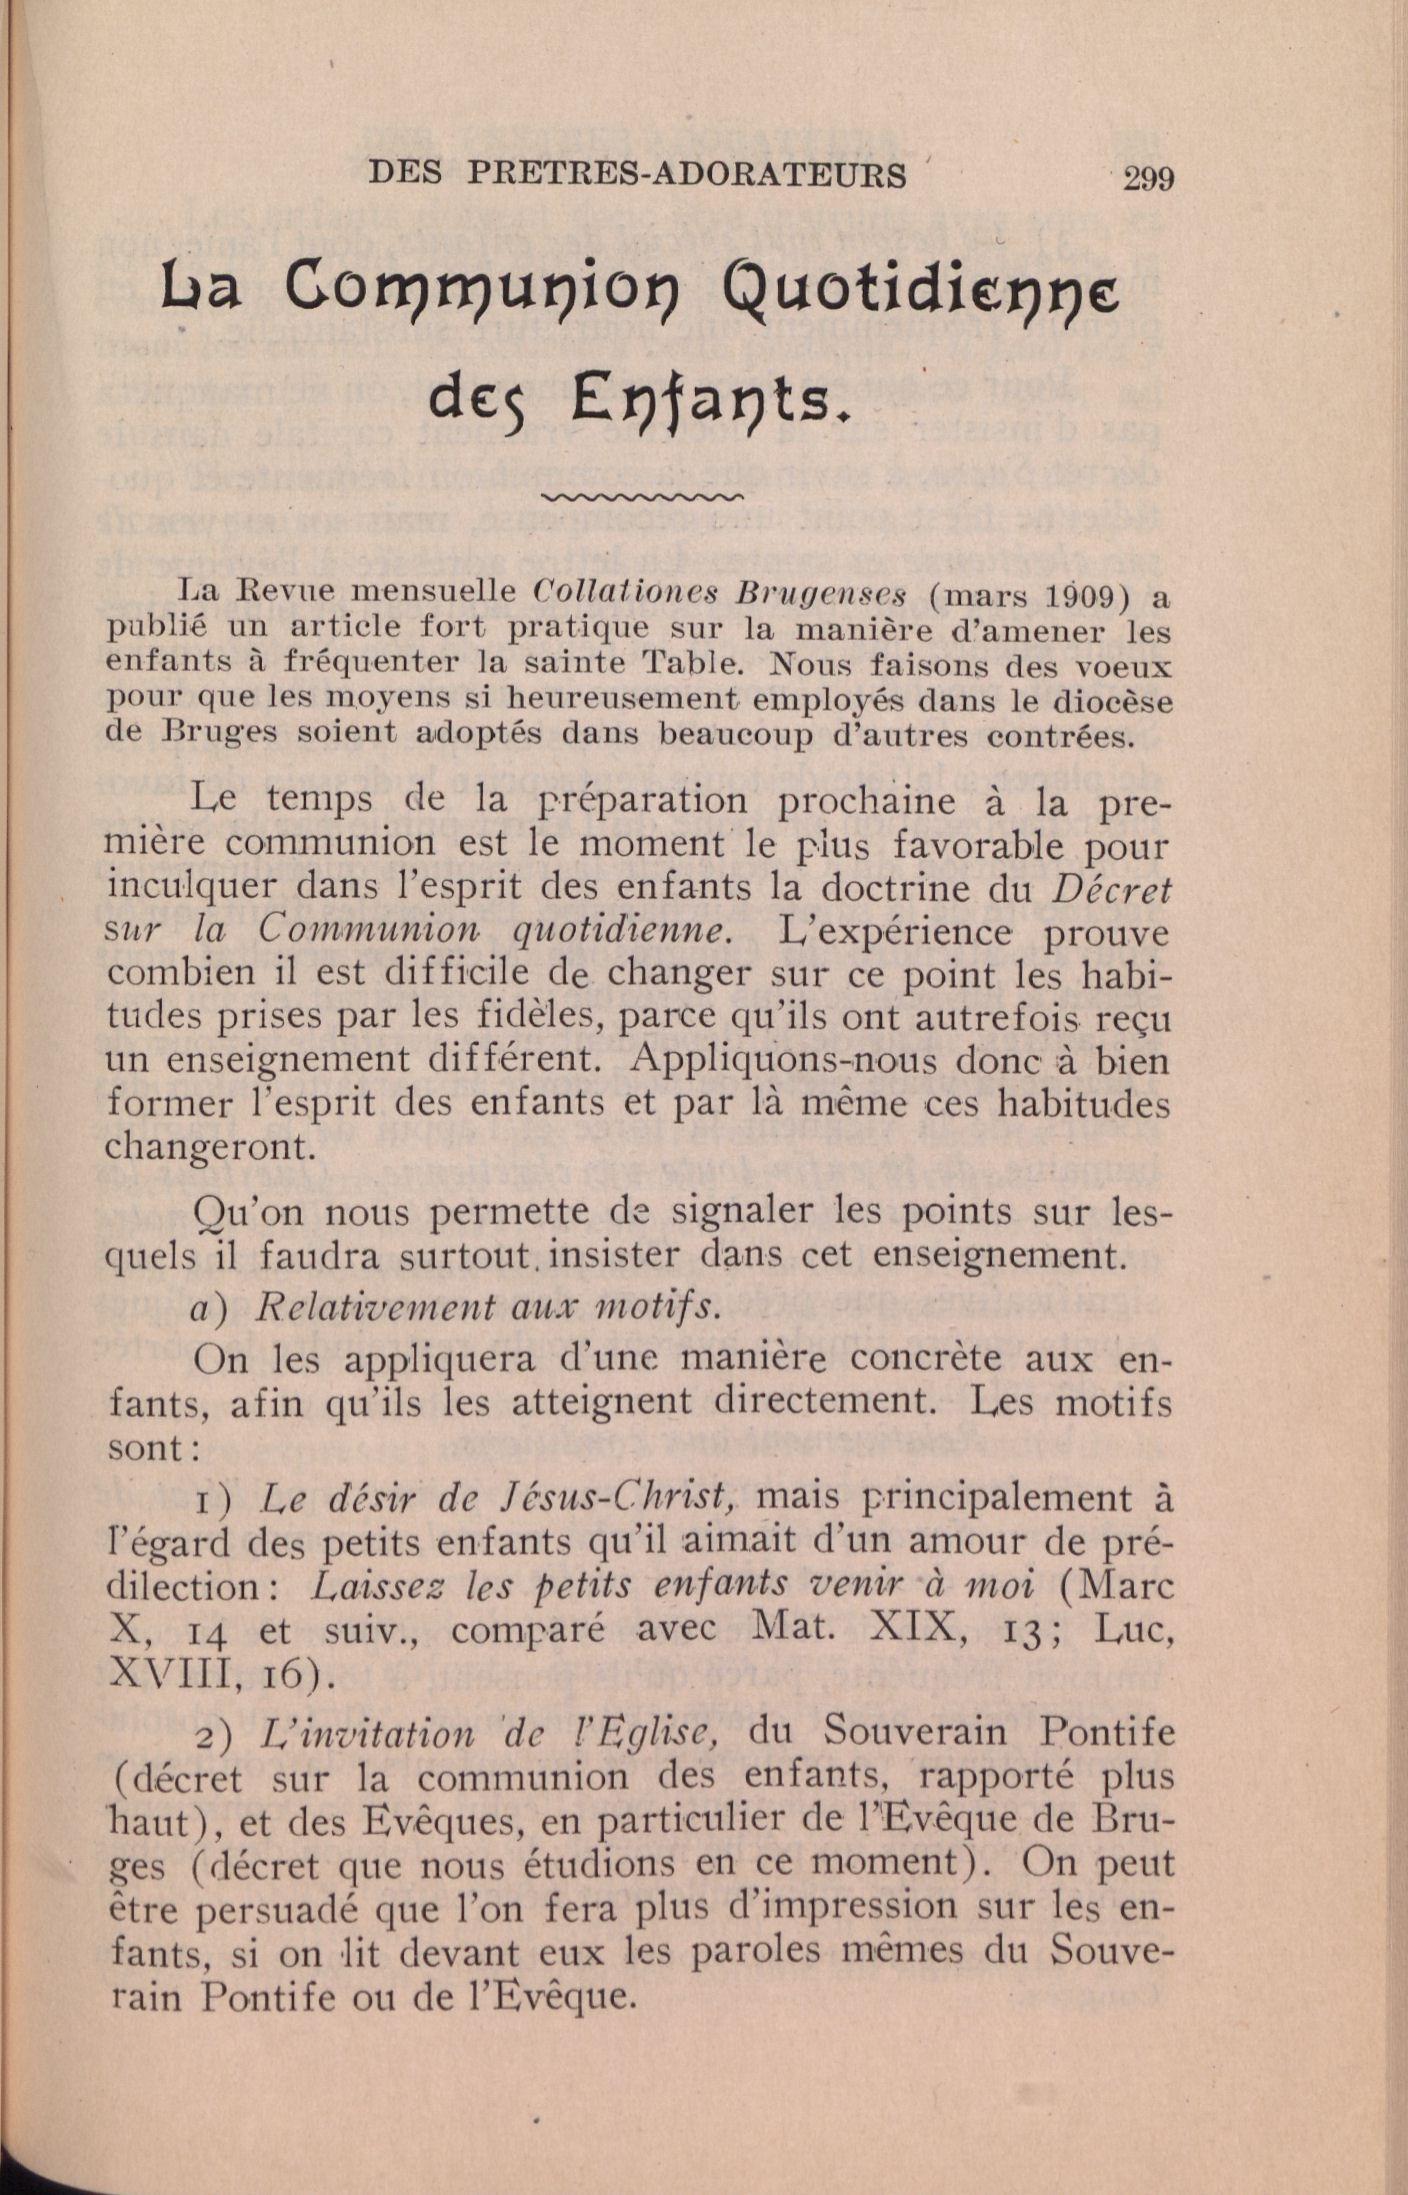 DES PRETRES-ADORATEURS 299
La Communion Quotidienne
des Enfants.
La Revue mensuelle Collationes Brugenses (mars 1909) a
publié un article fort pratique sur la manière d'amener les
enfants à fréquenter la sainte Table. Nous faisons des voeux
pour que les moyens si heureusement employés dans le diocèse
de Bruges soient adoptés dans beaucoup d'autres contrées.
Le temps de la préparation prochaine à la pre-
mière communion est le moment le plus favorable pour
inculquer dans l'esprit des enfants la doctrine du Décret
sur la Communion quotidienne. L'expérience prouve
combien il est difficile de changer sur ce point les habi-
tudes prises par les fidèles, parce qu'ils ont autrefois reçu
un enseignement différent. Appliquons-nous donc à bien
former l'esprit des enfants et par là même ces habitudes
changeront.
Qu'on nous permette de signaler les points sur les-
quels il faudra surtout insister dans cet enseignement.
a) Relativement aux motifs.
On les appliquera d'une manière concrète aux en-
fants, afin qu'ils les atteignent directement. Les motifs
sont :
1) Le désir de Jésus-Christ, mais principalement à
l'égard des petits enfants qu'il aimait d'un amour de pré-
dilection : Laissez les petits enfants venir à moi (Marc
X, 14 et suiv., comparé avec Mat. XIX, 13; Luc,
XVIII, 16).
2) L'invitation de l'Eglise, du Souverain Pontife
(décret sur la communion des enfants, rapporté plus
haut), et des Evêques, en particulier de l'Evêque de Bru-
ges (décret que nous étudions en ce moment). On peut
être persuadé que l'on fera plus d'impression sur les en-
fants, si on lit devant eux les paroles mêmes du Souve-
rain Pontife ou de l'Evêque.